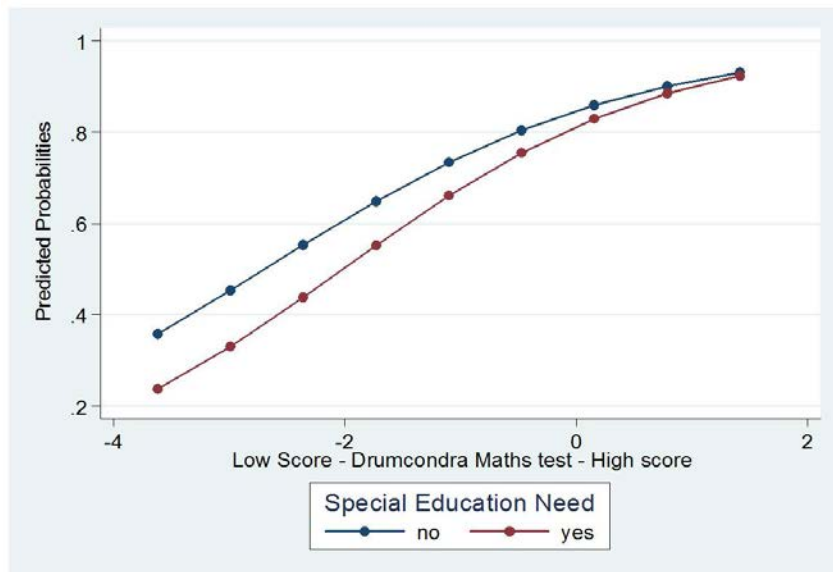 Predicted Probabilities
1
.8
.6
.4
.2
-4 -2 0 2
Low Score - Drumcondra Maths test - High score
Special Education Need
no yes